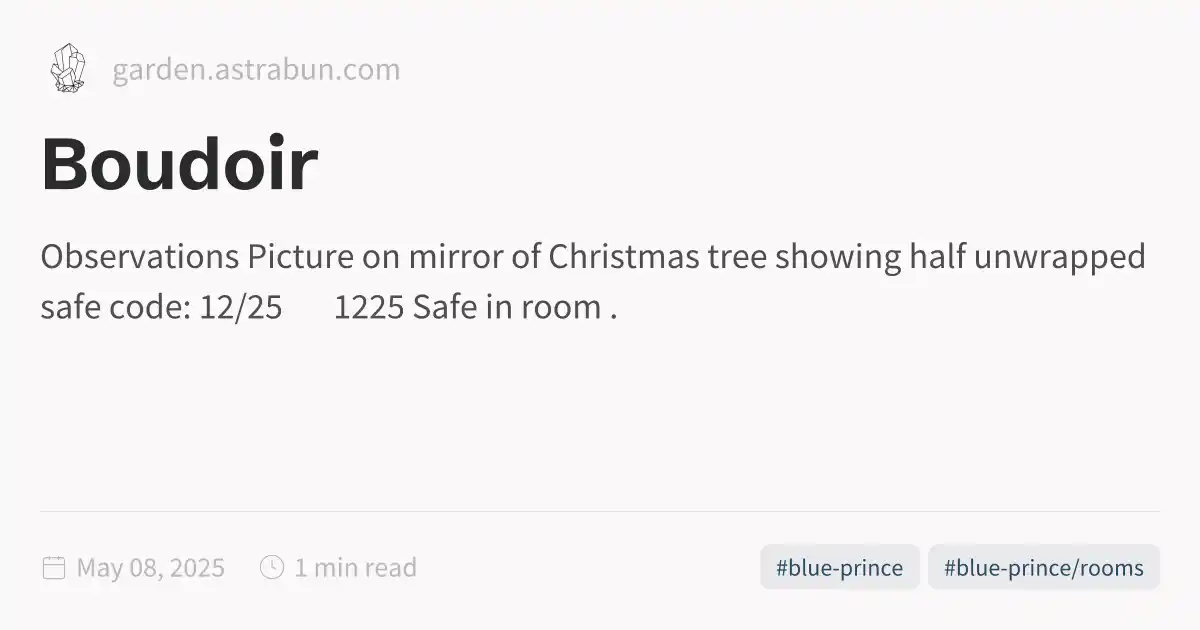 garden.astrabun.com
Boudoir
Observations Picture on mirror of Christmas tree showing half unwrapped
safe code: 12/25 1225 Safe in room .
May 08, 2025 1 min read #blue-prince #blue-prince/rooms